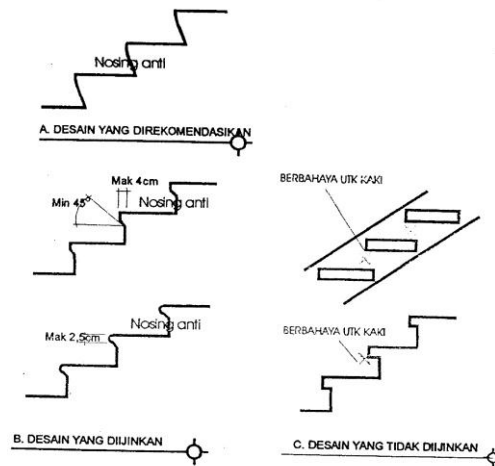 Nosing anti
A. DESAIN YANG DIREKOMENDASIKAN
Mak 4cm
Nosing anti
Min 45°
Nosing anti
Mak 2,5cm
B. DESAIN YANG DIIJINKAN
BERBAHAYA UTK KAKI
BERBAHAYA UTK KAKI
C. DESAIN YANG TIDAK DIIJINKAN